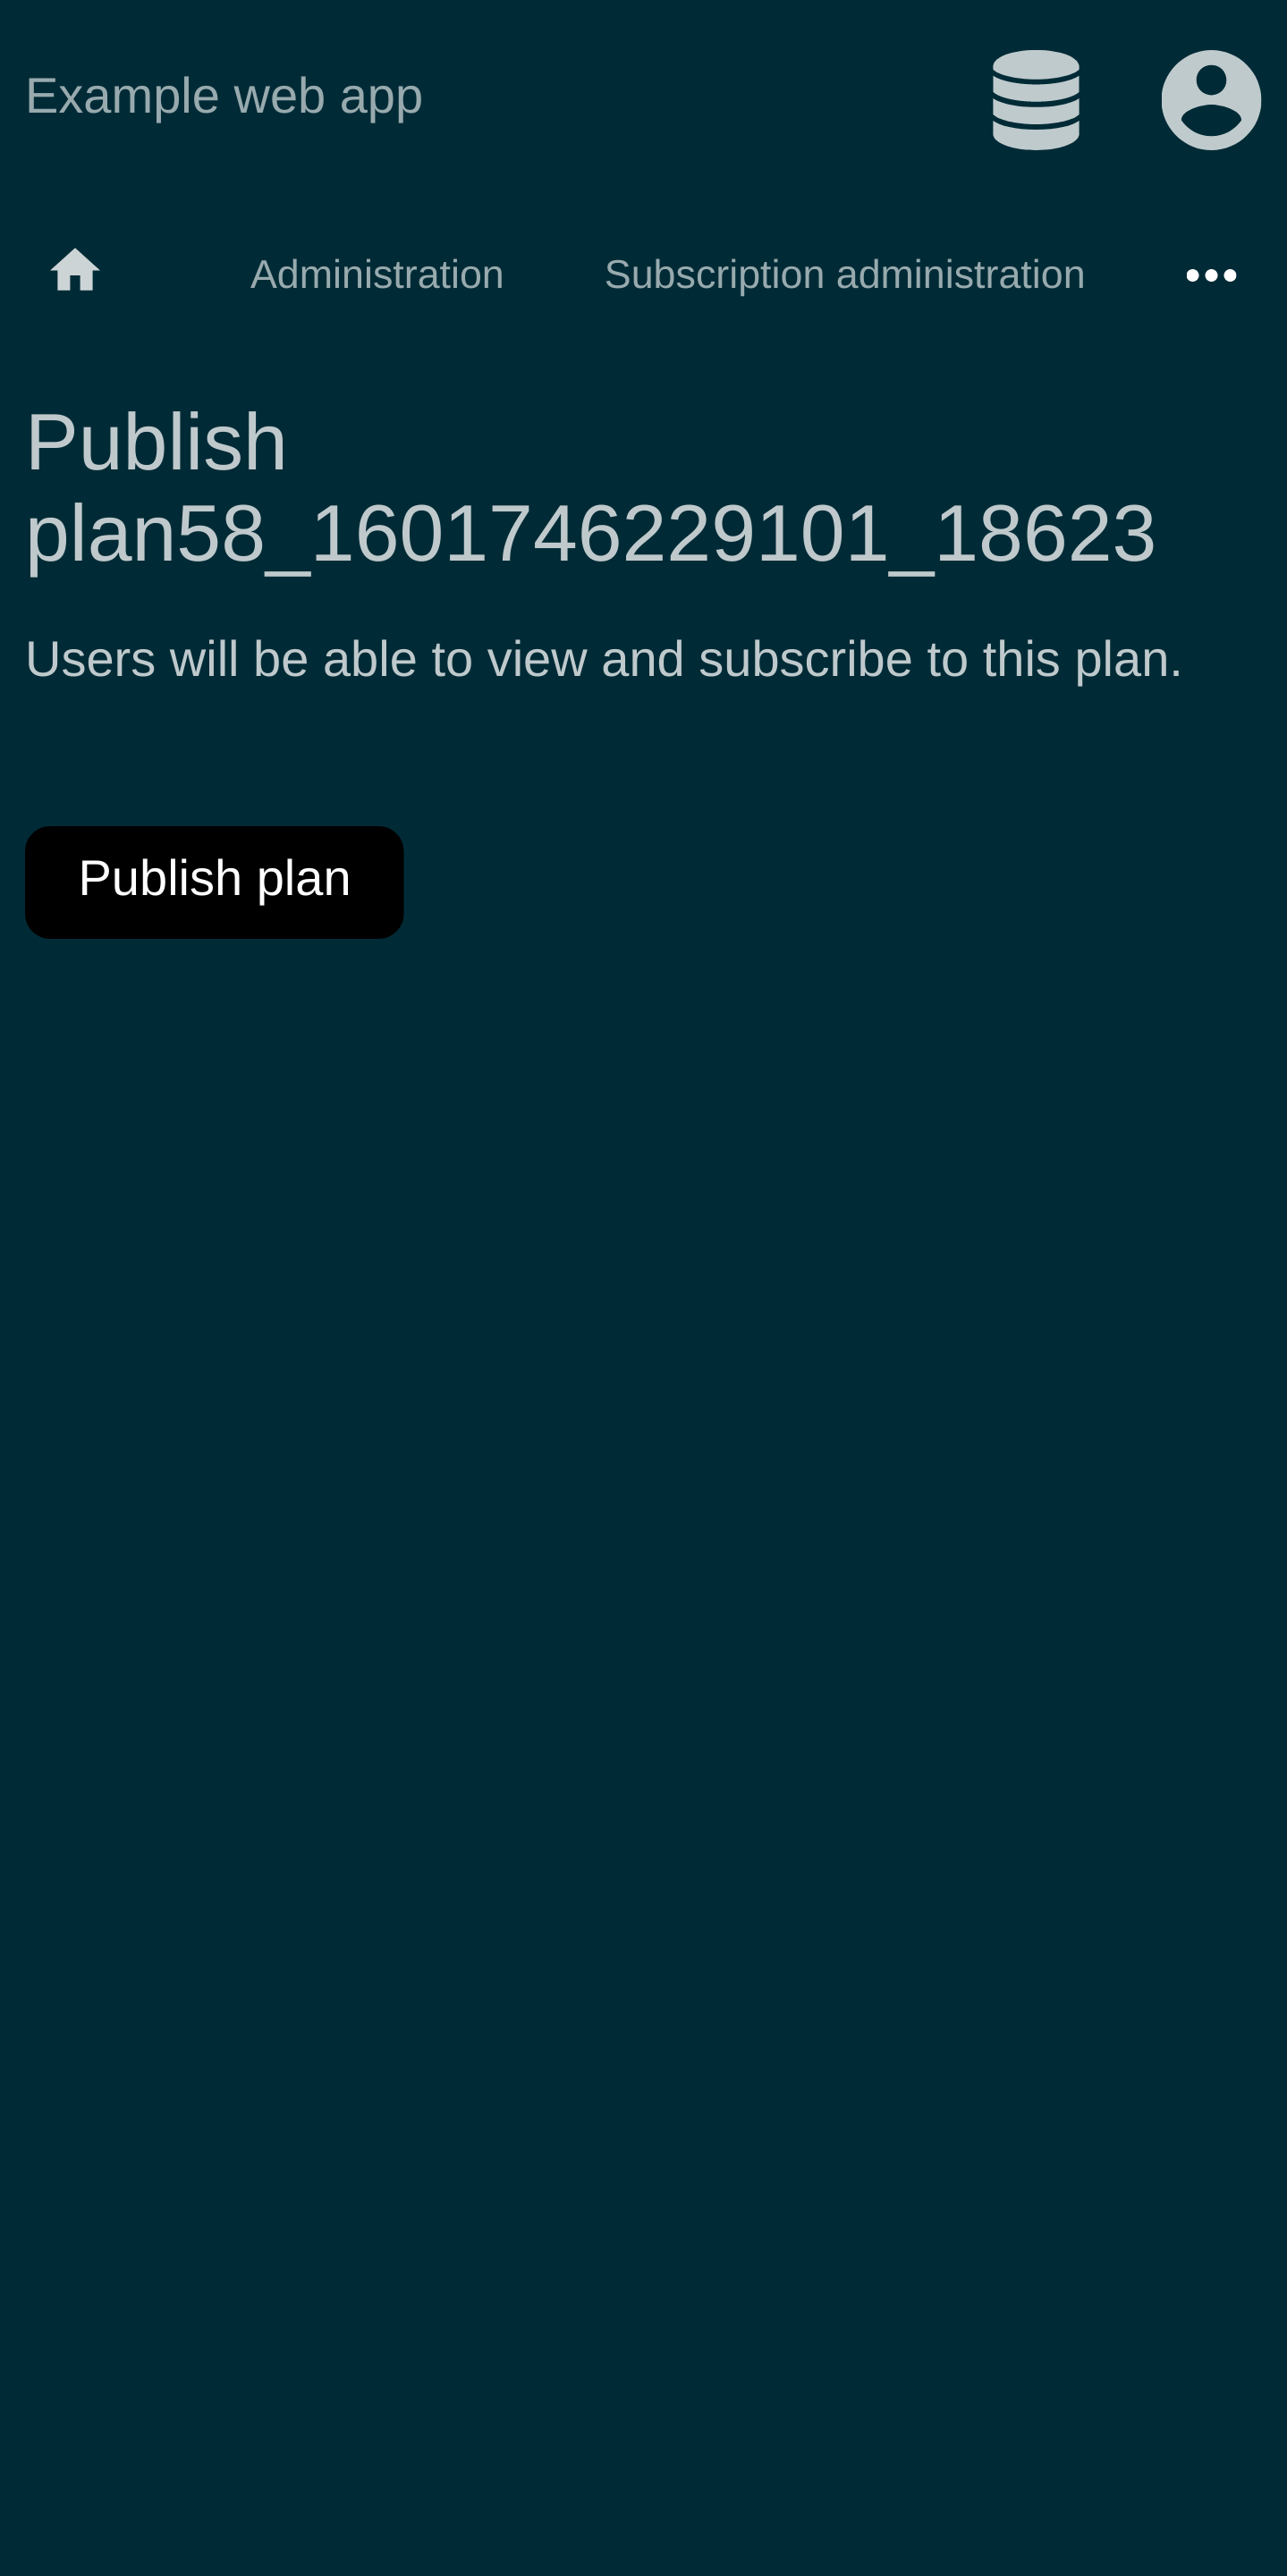 Example web app
Administration Subscription administration
Publish
plan58_1601746229101_18623
Users will be able to view and subscribe to this plan.
Publish plan